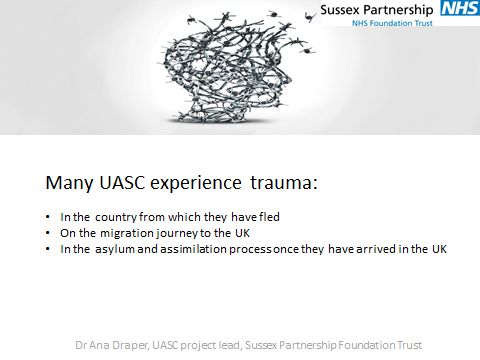 Sussex Partnership NHS
NHS Foundation Trust
Many UASC experience trauma:
• In the country from which they have fled
• On the migration journey to the UK
• In the asylum and assimilation process once they have arrived in the UK
Dr Ana Draper, UASC project lead, Sussex Partnership Foundation Trust